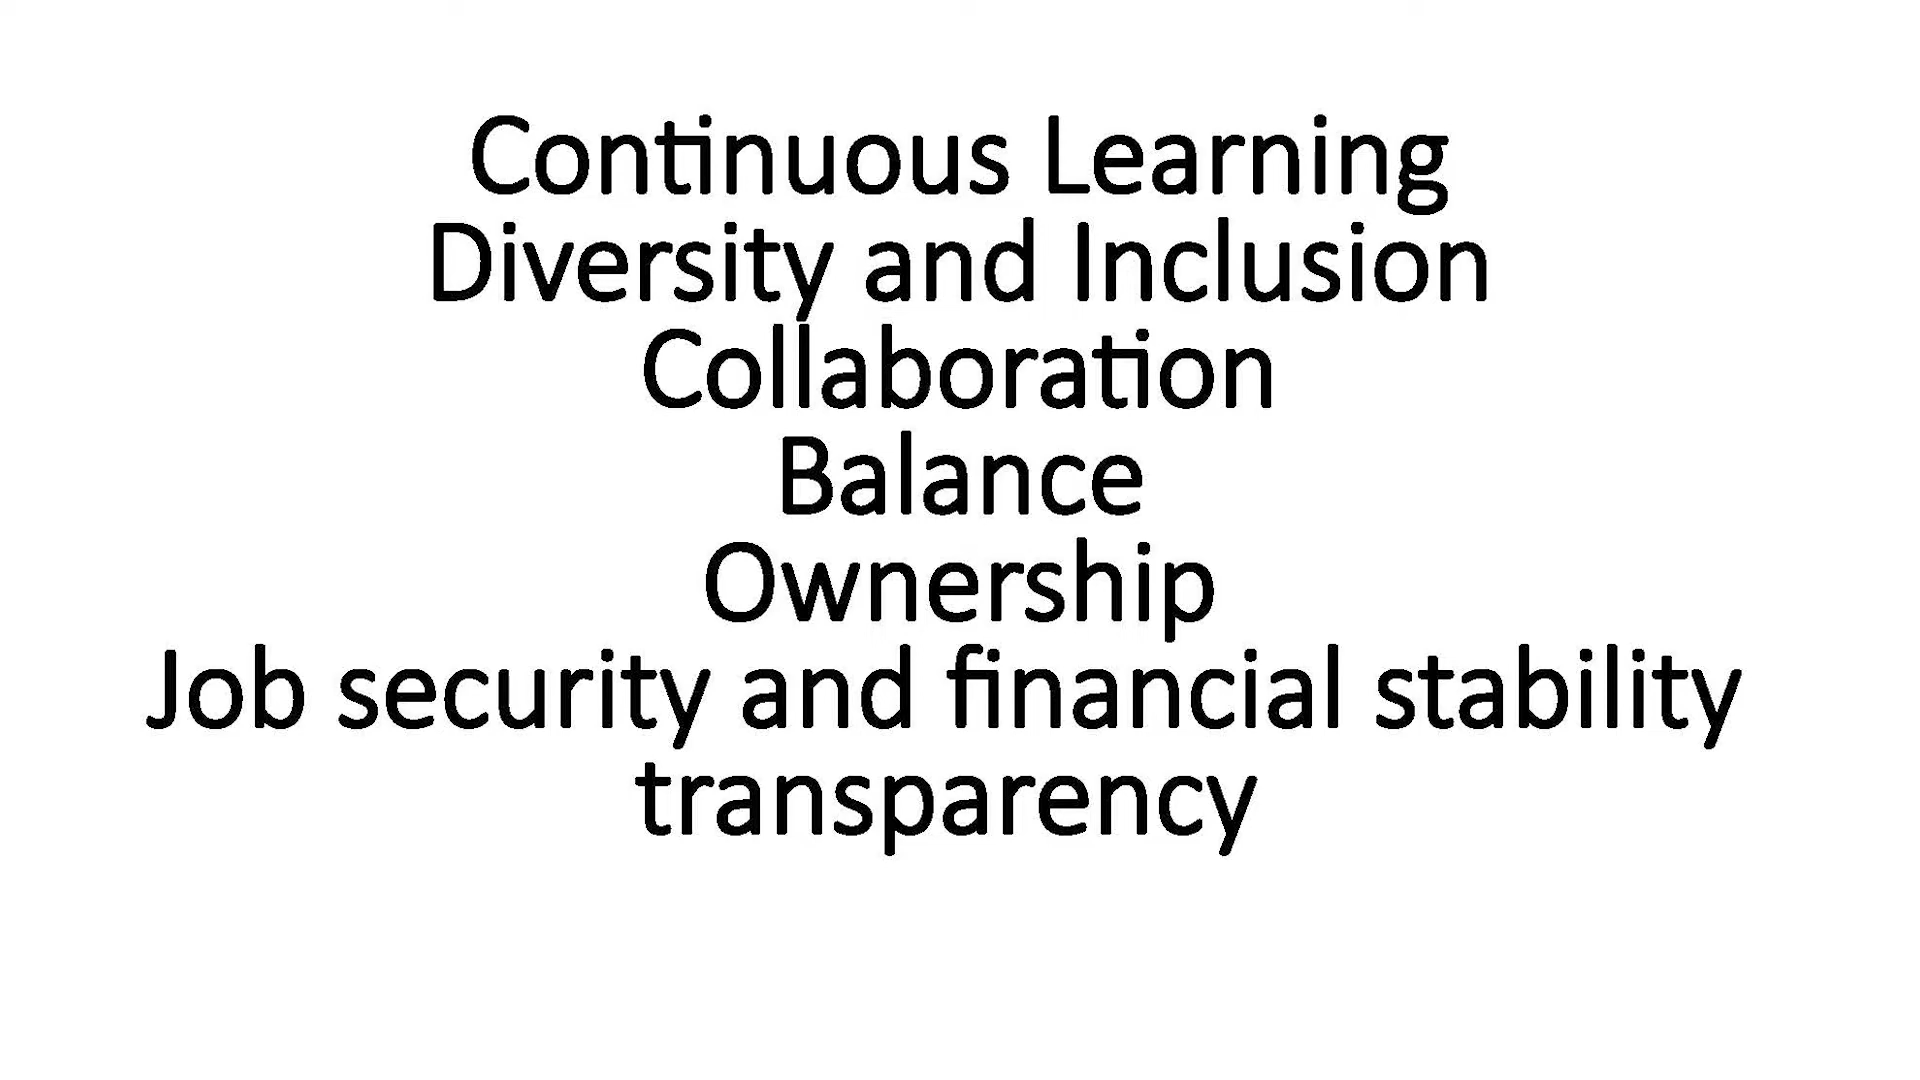 Continuous Learning
Diversity and Inclusion
Collaboration
Balance
Ownership
Job security and financial stability
transparency